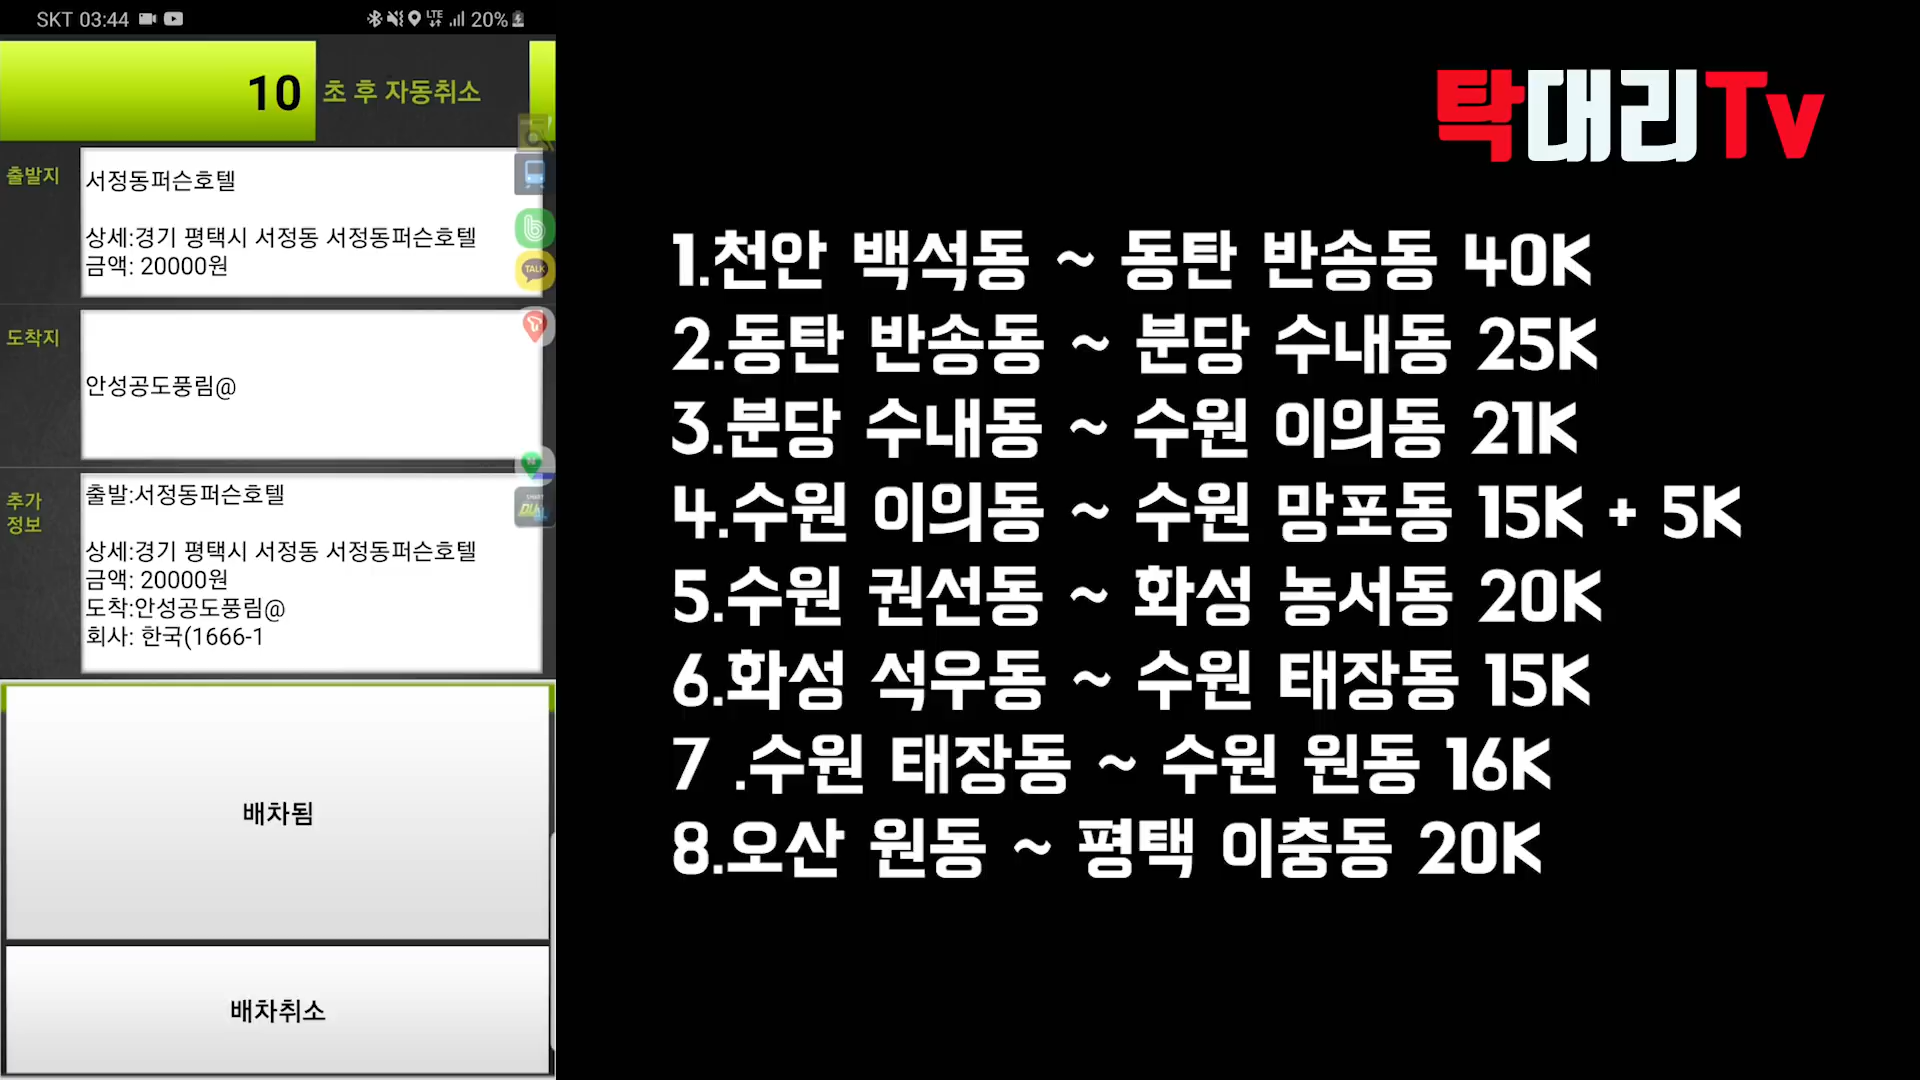 SKT 03:44
LTE 20%
10 초 후 자동취소
출발지
서정동퍼슨호텔
상세:경기 평택시 서정동 서정동퍼슨호텔
금액: 20000원
TALK
도착지
안성공도풍림@
추가
정보
출발:서정동퍼슨호텔
상세:경기 평택시 서정동 서정동퍼슨호텔
금액: 20000원
도착:안성공도풍림@
회사: 한국(1666-1
배차됨
배차취소
탁대리Tv
1.천안 백석동 ~ 동탄 반송동 40K
2.동탄 반송동 ~ 분당 수내동 25K
3.분당 수내동 ~ 수원 이의동 21K
4.수원 이의동 ~ 수원 망포동 15K + 5K
5.수원 권선동 ~ 화성 농서동 20K
6.화성 석우동 ~ 수원 태장동 15K
7 .수원 태장동 ~ 수원 원동 16K
8.오산 원동 ~ 평택 이충동 20K